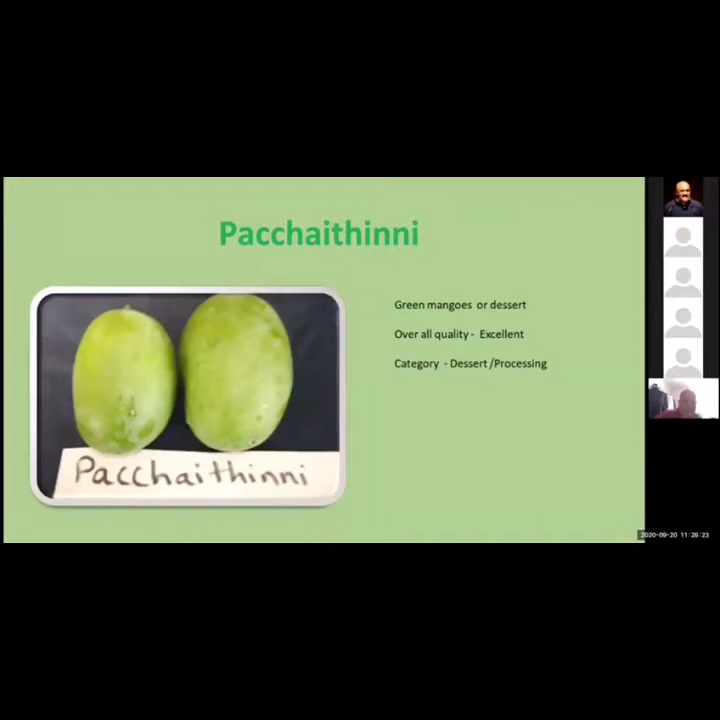 Pacchaithinni
Green mangoes or dessert
Over all quality - Excellent
Category - Dessert /Processing
Pacchaithinni
2020-09-20 11:26:23